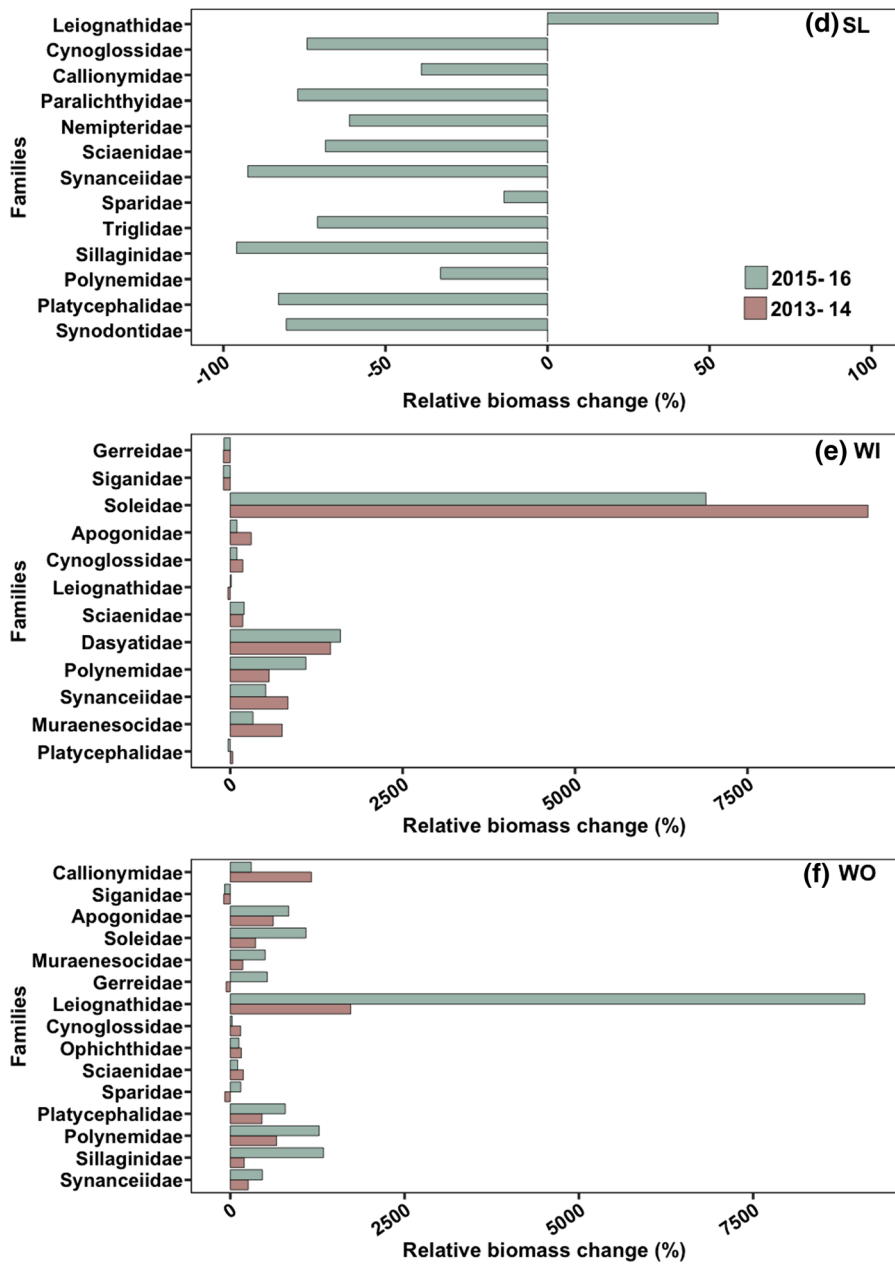 (d) SL
Families
Leiognathidae
Cynoglossidae
Callionymidae
Paralichthyidae
Nemipteridae
Sciaenidae
Synanceiidae
Sparidae
Triglidae
Sillaginidae
Polynemidae
Platycephalidae
Synodontidae
2015- 16
2013- 14
-100 -50 0 50 100
Relative biomass change (%)
(e) WI
Families
Gerreidae
Siganidae
Soleidae
Apogonidae
Cynoglossidae
Leiognathidae
Sciaenidae
Dasyatidae
Polynemidae
Synanceiidae
Muraenesocidae
Platycephalidae
0 2500 5000 7500
Relative biomass change (%)
(f) WO
Families
Callionymidae
Siganidae
Apogonidae
Soleidae
Muraenesocidae
Gerreidae
Leiognathidae
Cynoglossidae
Ophichthidae
Sciaenidae
Sparidae
Platycephalidae
Polynemidae
Sillaginidae
Synanceiidae
0 2500 5000 7500
Relative biomass change (%)